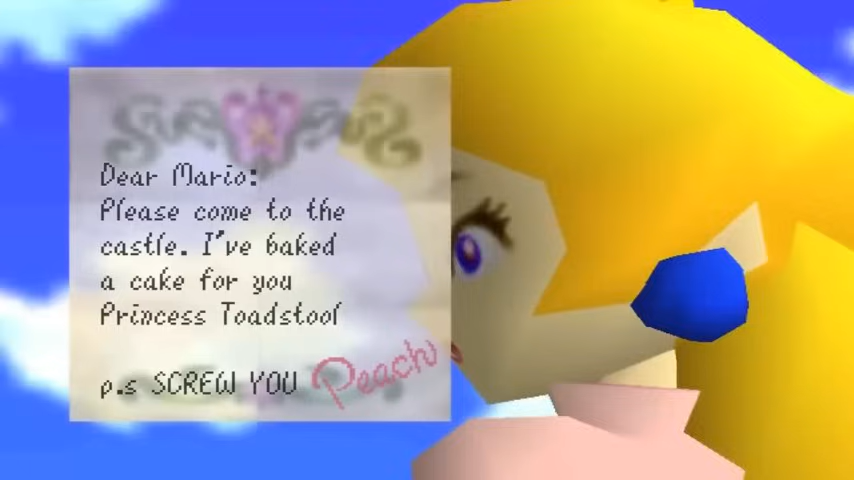 Dear Mario:
Please come to the
castle. I've baked
a cake for you
Princess Toadstool
p.s SCREW YOU
Peach